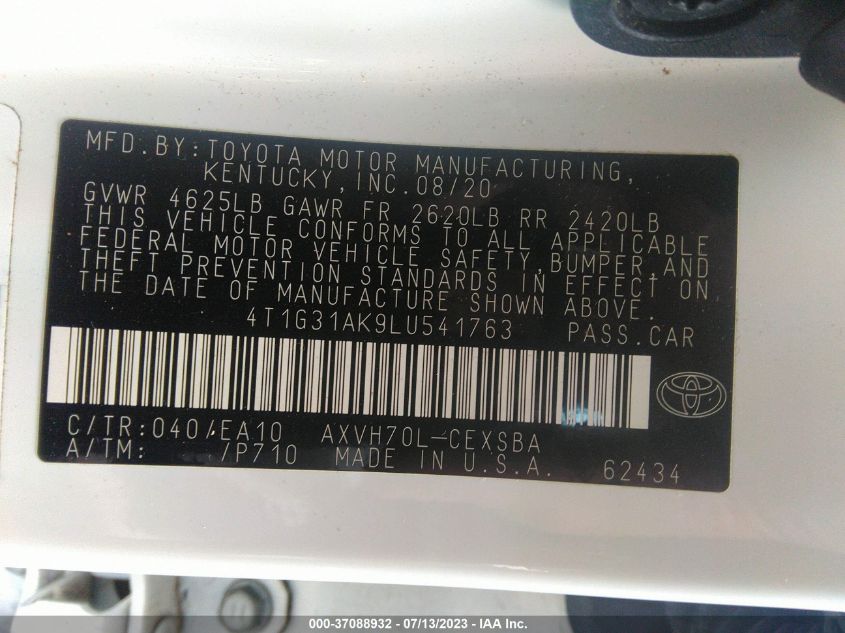 MFD.BY:TOYOTA MOTOR MANUFACTURING,
KENTUCKY,INC.08/20
GVWR 4625LB GAWR FR 2620LB RR 2420LB
THIS VEHICLE CONFORMS TO ALL APPLICABLE
FEDERAL MOTOR VEHICLE SAFETY,BUMPER,AND
THEFT PREVENTION STANDARDS IN EFFECT ON
THE DATE OF MANUFACTURE SHOWN ABOVE.
4T1G31AK9LU541763 PASS.CAR
C/TR:040/EA10 AXVH70L-CEXSBA
A/TM: /P710 MADE IN U.S.A. 62434
000-37088932 - 07/13/2023 - IAA Inc.